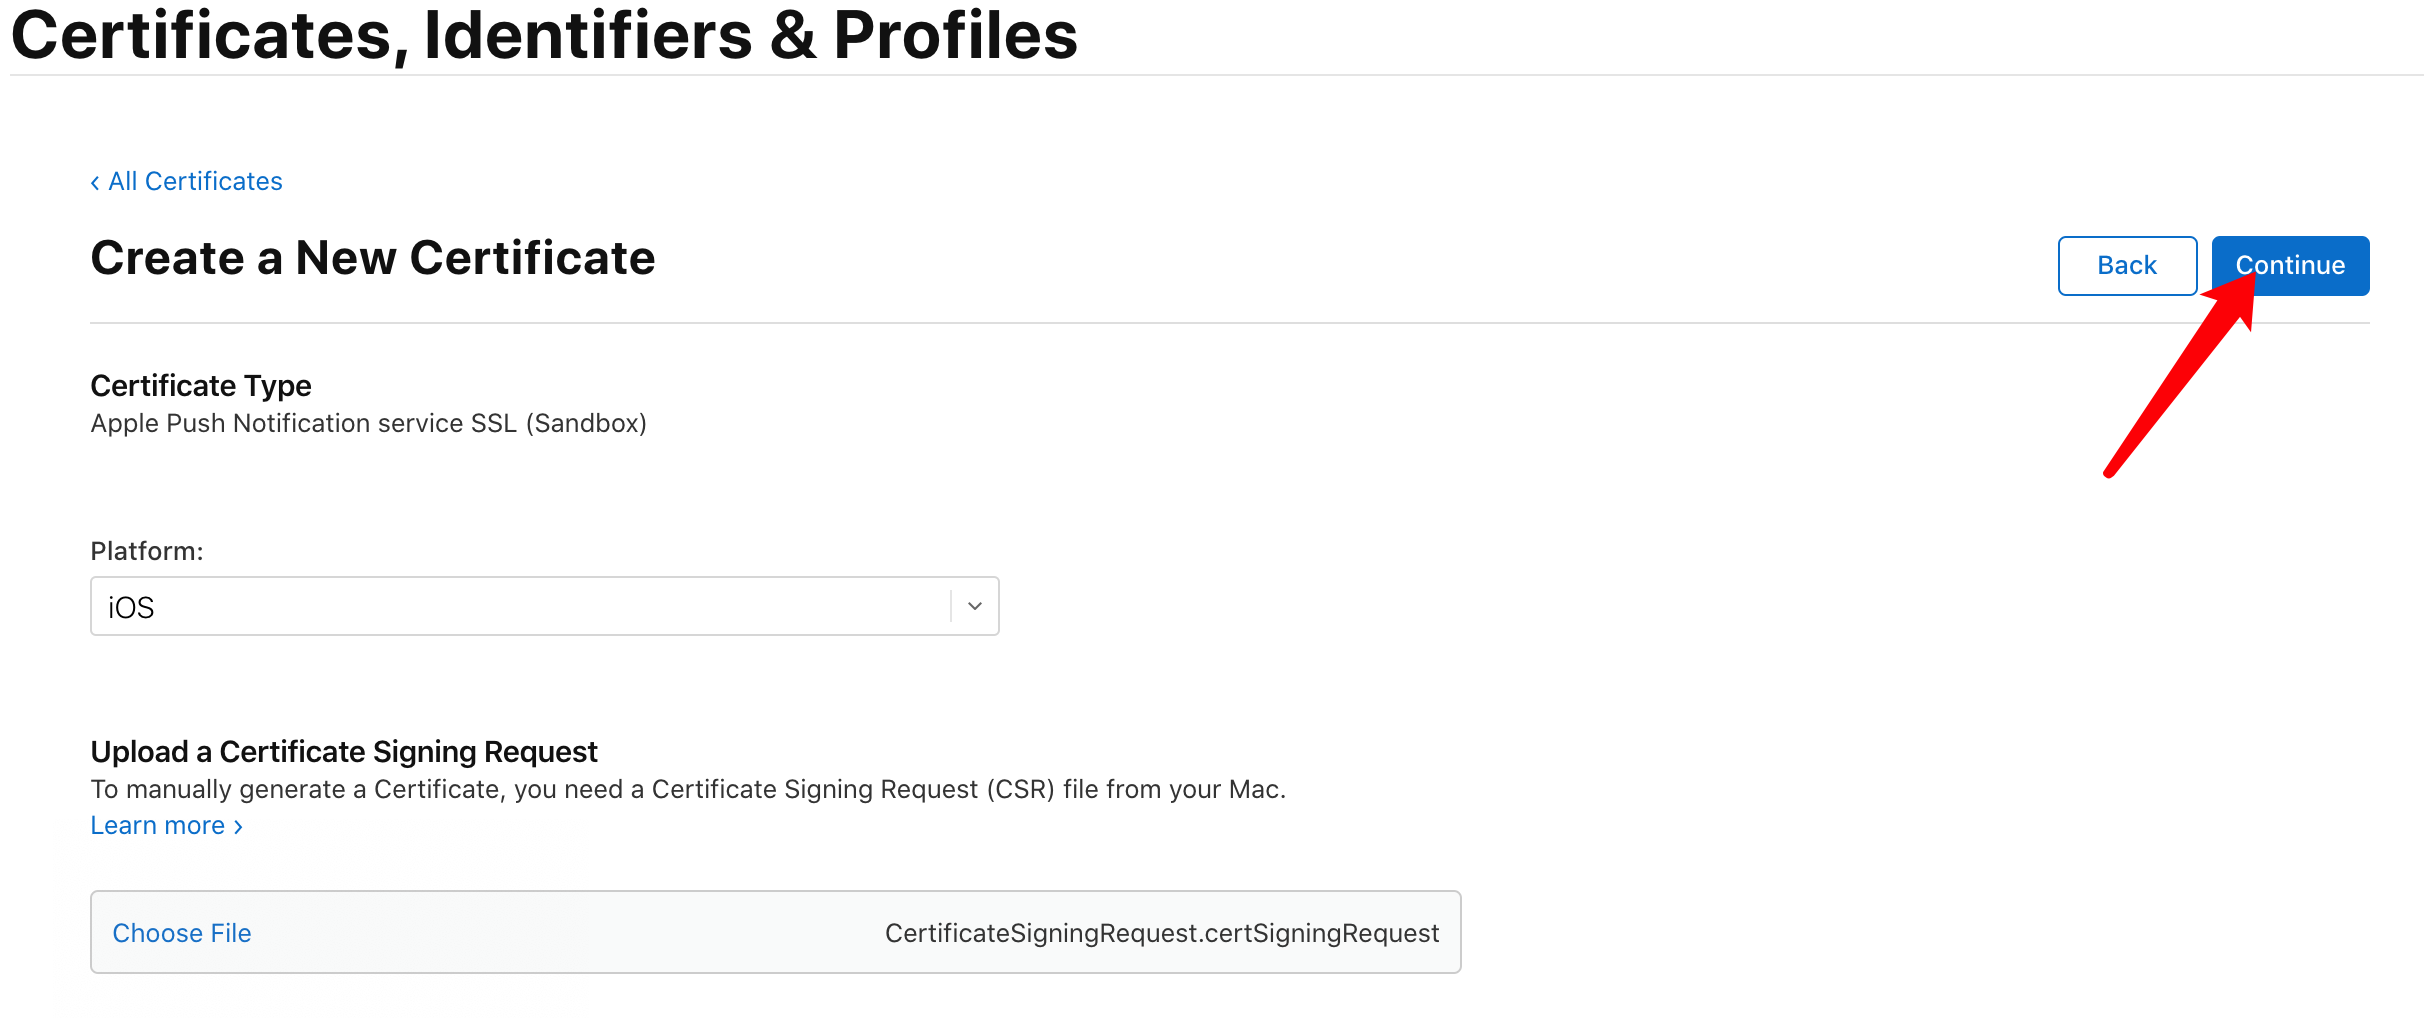 Certificates, Identifiers & Profiles
‹ All Certificates
Create a New Certificate
Back
Continue
Certificate Type
Apple Push Notification service SSL (Sandbox)
Platform:
iOS
Upload a Certificate Signing Request
To manually generate a Certificate, you need a Certificate Signing Request (CSR) file from your Mac.
Learn more ›
Choose File
CertificateSigningRequest.certSigningRequest